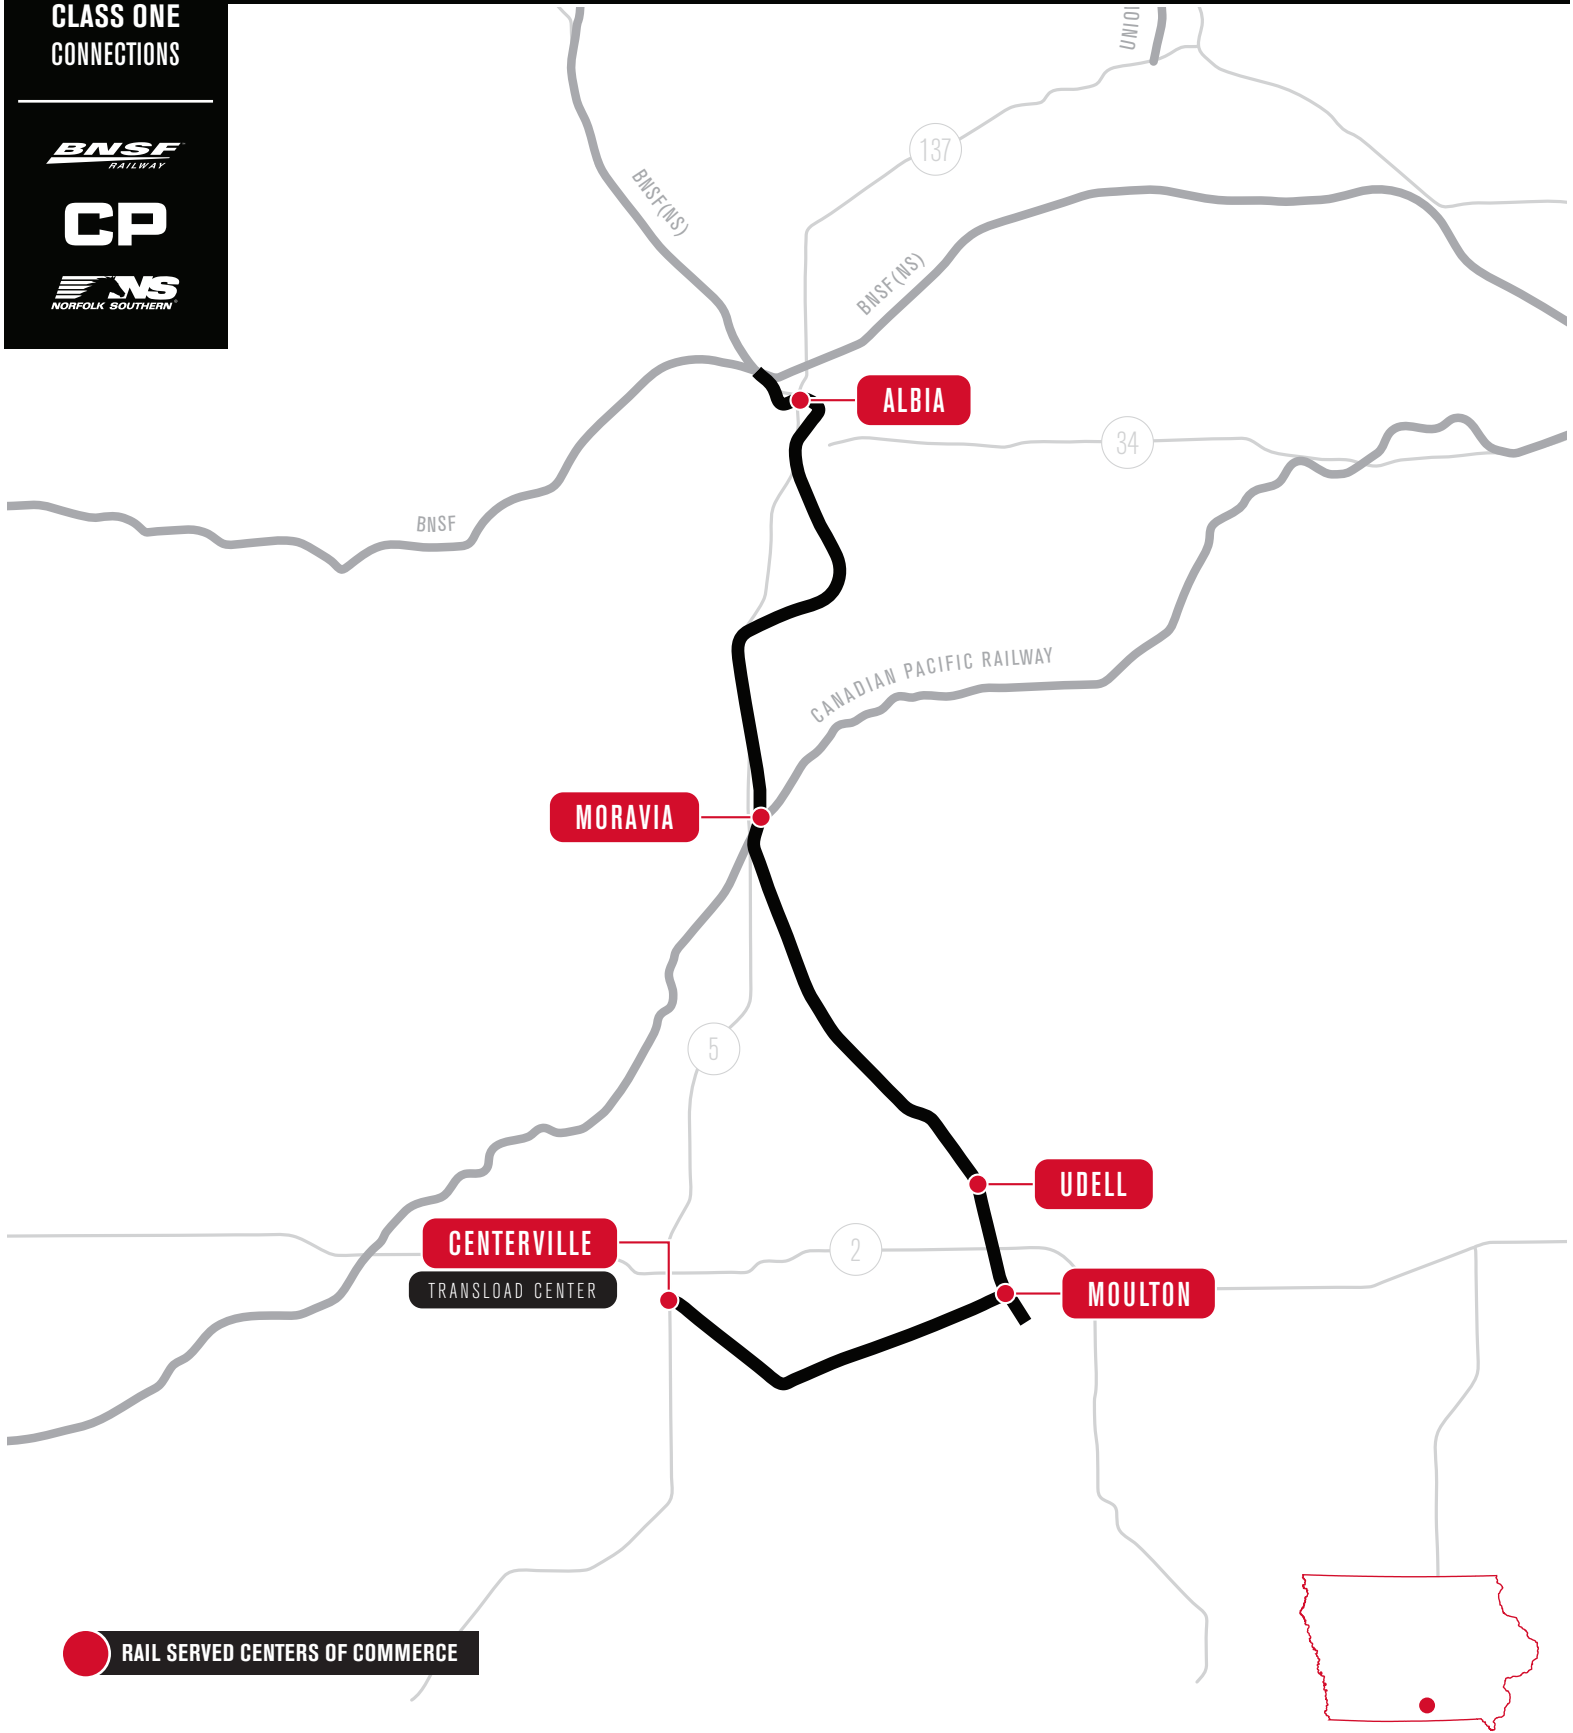 CLASS ONE
CONNECTIONS
BNSF
RAILWAY
CP
NS
NORFOLK SOUTHERN
137
BNSF(NS)
BNSF(NS)
ALBIA
34
BNSF
CANADIAN PACIFIC RAILWAY
MORAVIA
5
UDELL
CENTERVILLE
2
TRANSLOAD CENTER
MOULTON
RAIL SERVED CENTERS OF COMMERCE